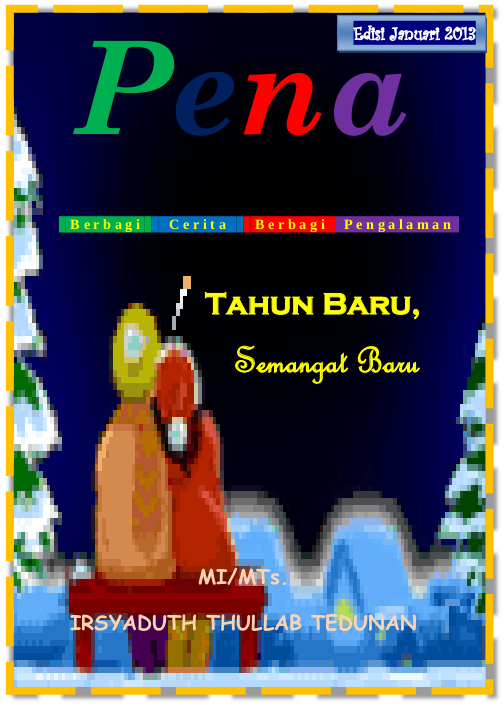 Edisi Januari 2013
Pena
Berbagi Cerita Berbagi Pengalaman
TAHUN BARU,
Semangat Baru
MI/MTs.
IRSYADUTH THULLAB TEDUNAN